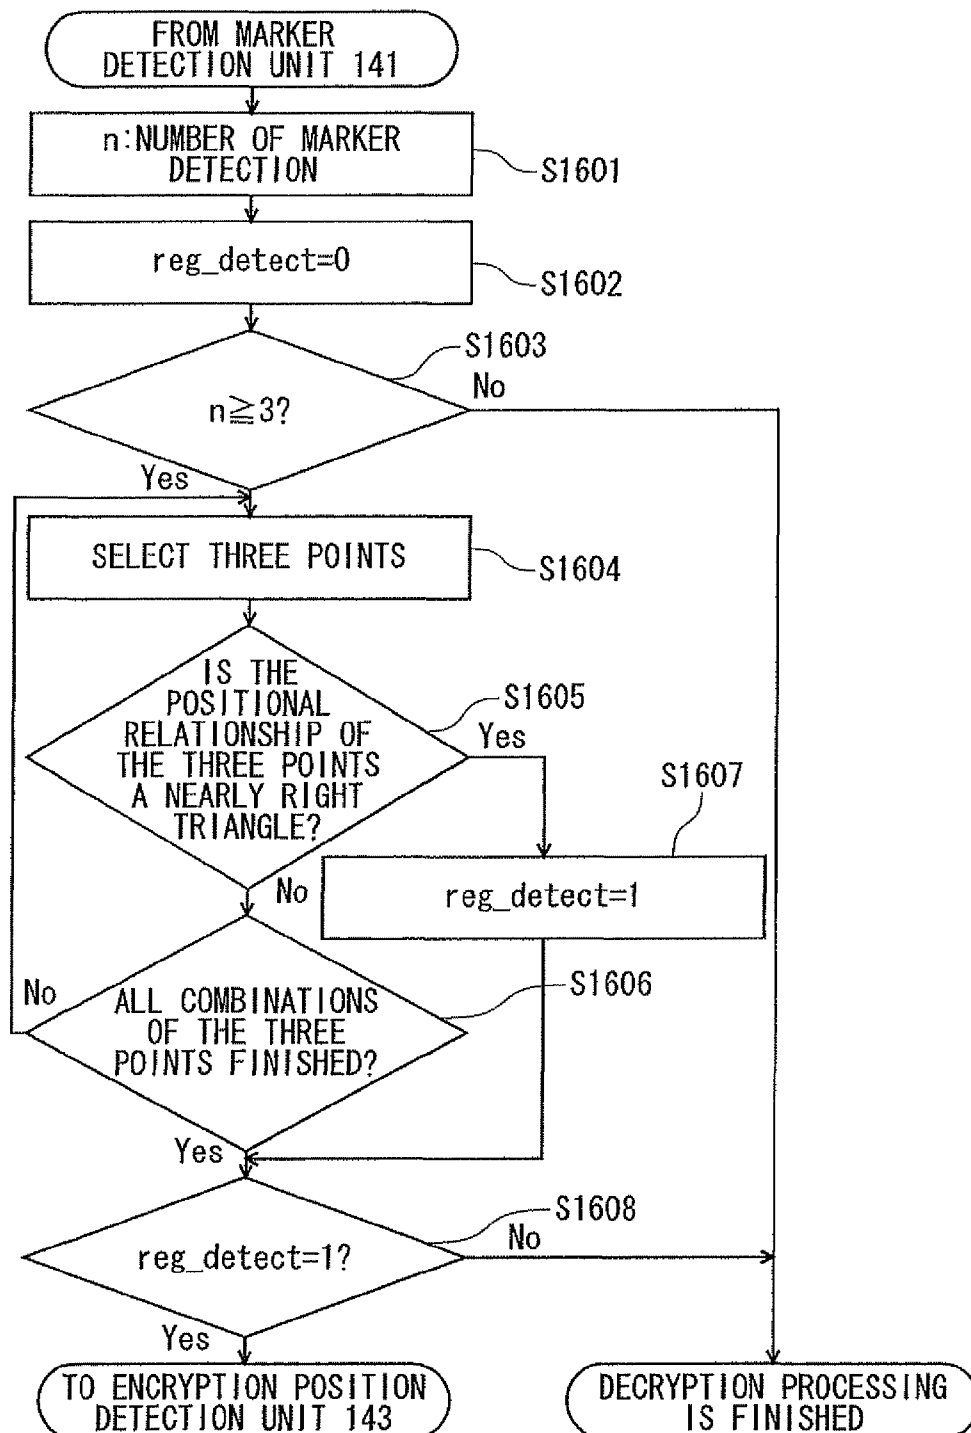 FROM MARKER
DETECTION UNIT 141
n:NUMBER OF MARKER
DETECTION
S1601
reg_detect=0
S1602
S1603
n≧3?
No
Yes
SELECT THREE POINTS
S1604
IS THE
POSITIONAL
RELATIONSHIP OF
THE THREE POINTS
A NEARLY RIGHT
TRIANGLE?
S1605
Yes
S1607
No
reg_detect=1
No
ALL COMBINATIONS
OF THE THREE
POINTS FINISHED?
S1606
Yes
S1608
reg_detect=1?
No
Yes
TO ENCRYPTION POSITION
DETECTION UNIT 143
DECRYPTION PROCESSING
IS FINISHED